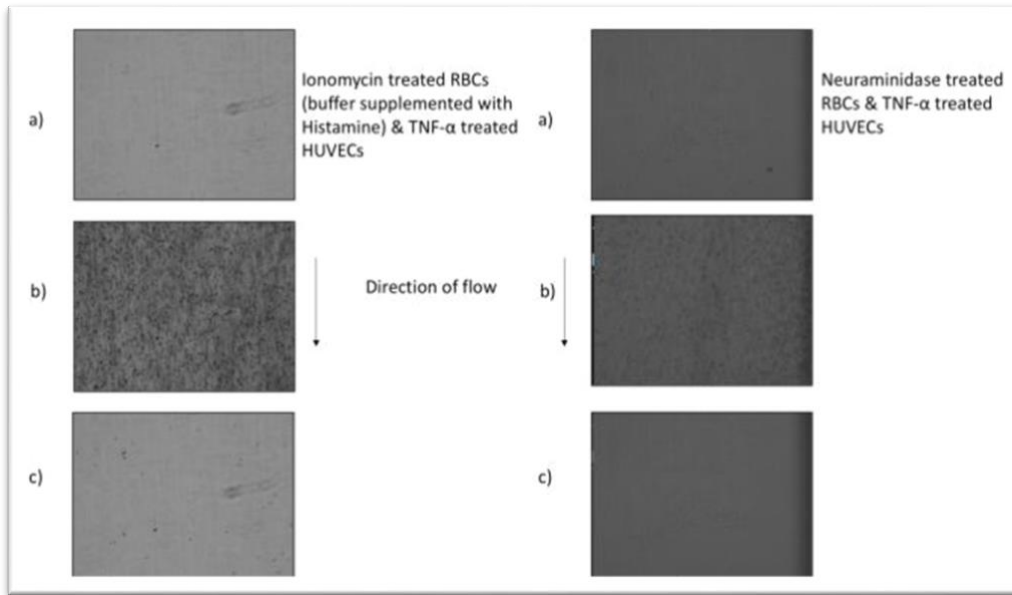 a)
Ionomycin treated RBCs
(buffer supplemented with
Histamine) & TNF-α treated
HUVECs
a)
Neuraminidase treated
RBCs & TNF-α treated
HUVECs
b)
Direction of flow
b)
c)
c)